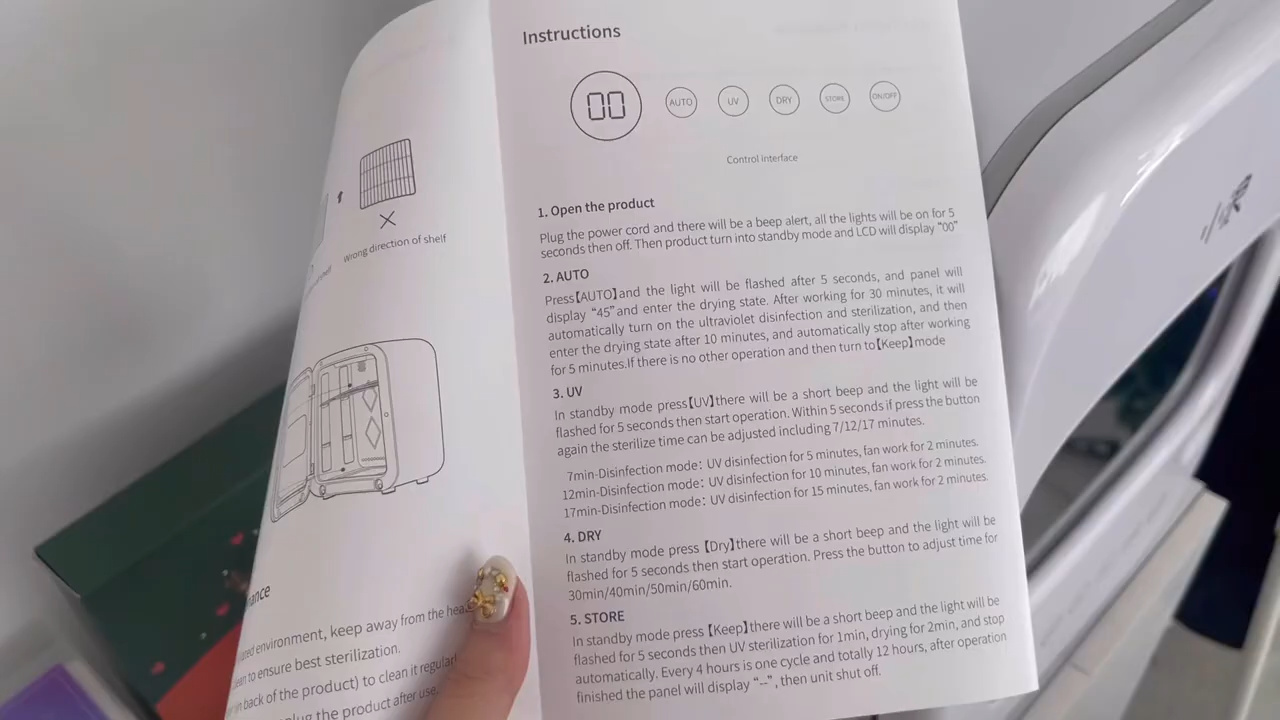 Wrong direction of shelf
ated environment, keep away from the hea
ean to ensure best sterilization.
in back of the product) to clean it regularl
plug the product after use.
Instructions
00
AUTO
UV
DRY
STORE
ON/OFF
Control interface
1. Open the product
Plug the power cord and there will be a beep alert, all the lights will be on for 5
seconds then off. Then product turn into standby mode and LCD will display "00"
2. AUTO
Press【AUTO】and the light will be flashed after 5 seconds, and panel will
display "45"and enter the drying state. After working for 30 minutes, it will
automatically turn on the ultraviolet disinfection and sterilization, and then
enter the drying state after 10 minutes, and automatically stop after working
for 5 minutes.If there is no other operation and then turn to【Keep】mode
3. UV
In standby mode press【UV】there will be a short beep and the light will be
flashed for 5 seconds then start operation. Within 5 seconds if press the button
again the sterilize time can be adjusted including 7/12/17 minutes.
7min-Disinfection mode: UV disinfection for 5 minutes, fan work for 2 minutes.
12min-Disinfection mode: UV disinfection for 10 minutes, fan work for 2 minutes.
17min-Disinfection mode: UV disinfection for 15 minutes, fan work for 2 minutes.
4. DRY
In standby mode press【Dry】there will be a short beep and the light will be
flashed for 5 seconds then start operation. Press the button to adjust time for
30min/40min/50min/60min.
5. STORE
In standby mode press【Keep】there will be a short beep and the light will be
flashed for 5 seconds then UV sterilization for 1min, drying for 2min, and stop
automatically. Every 4 hours is one cycle and totally 12 hours, after operation
finished the panel will display "--", then unit shut off.